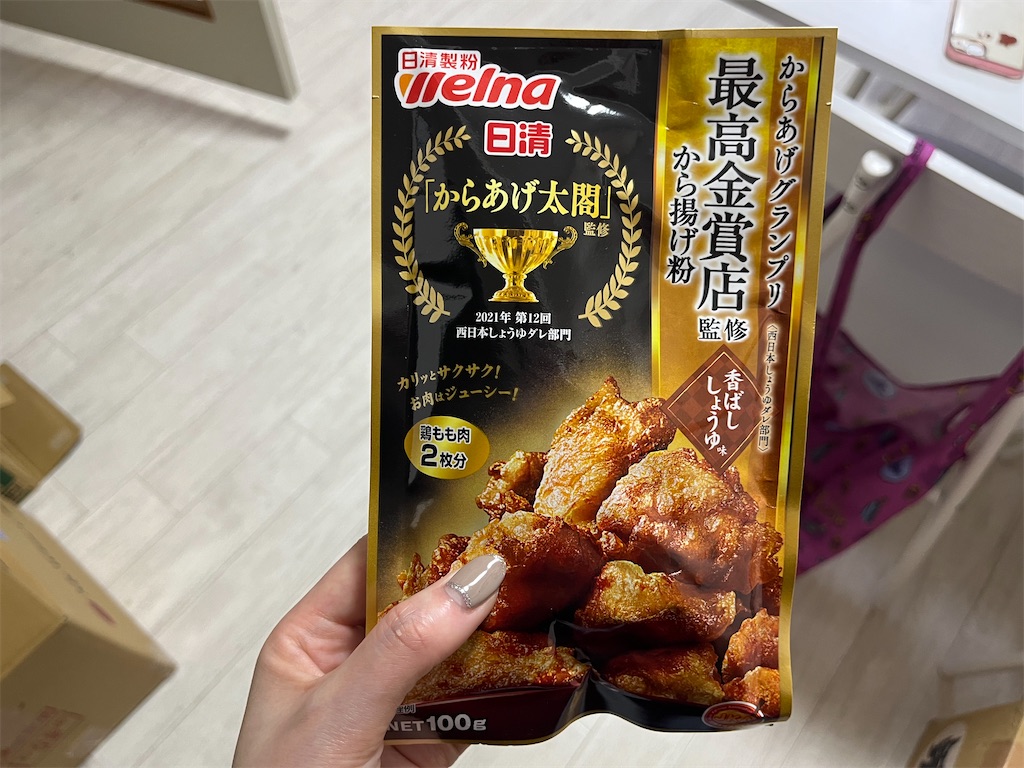 日清製粉
Welna
日清
「からあげ太閤」
監修
2021年 第12回
西日本しょうゆダレ部門
カリッとサクサク!
お肉はジューシー!
鶏もも肉
2枚分
からあげグランプリ
〈西日本しょうゆダレ部門〉
最高金賞店監修
から揚げ粉
香ばし
しょうゆ味
NET100g